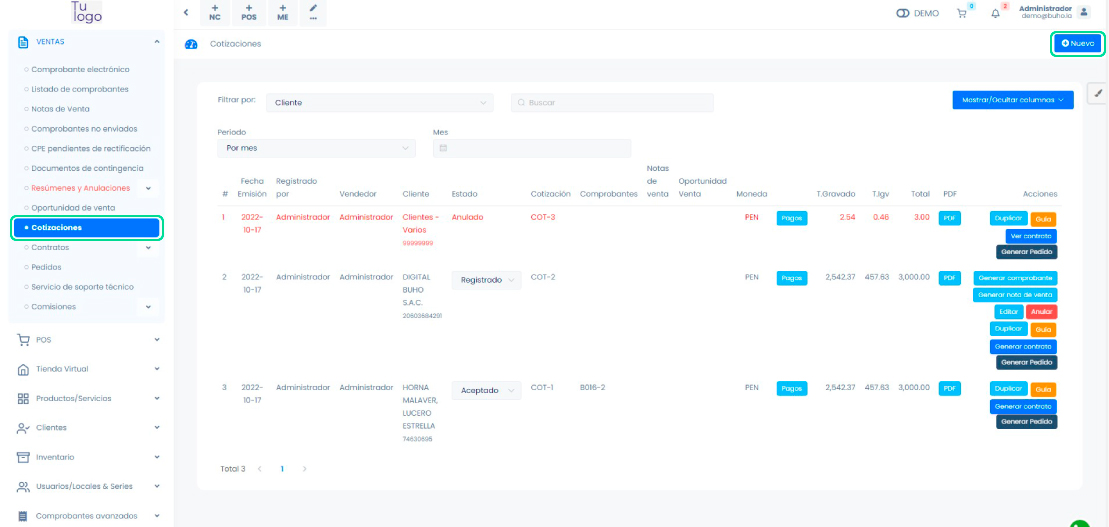 Tu
logo
+ NC
+ POS
+ ME
...
DEMO
0
2
Administrador
demo@buho.la
VENTAS
Comprobante electrónico
Listado de comprobantes
Notas de Venta
Comprobantes no enviados
CPE pendientes de rectificación
Documentos de contingencia
Resúmenes y Anulaciones
Oportunidad de venta
Cotizaciones
Contratos
Pedidos
Servicio de soporte técnico
Comisiones
POS
Tienda Virtual
Productos/Servicios
Clientes
Inventario
Usuarios/Locales & Series
Comprobantes avanzados
Cotizaciones
Nuevo
Filtrar por:
Cliente
Buscar
Mostrar/Ocultar columnas
Periodo
Por mes
Mes
# Fecha Emisión Registrado por Vendedor Cliente Estado Cotización Comprobantes Notas de venta Oportunidad Venta Moneda T.Gravado T.Igv Total PDF Acciones
1 2022-10-17 Administrador Administrador Clientes - Varios 99999999 Anulado COT-3 PEN Pagos 2.54 0.46 3.00 PDF
Duplicar Guía
Ver contrato
Generar Pedido
2 2022-10-17 Administrador Administrador DIGITAL BUHO S.A.C. 20603684291 Registrado COT-2 PEN Pagos 2,542.37 457.63 3,000.00 PDF
Generar comprobante
Generar nota de venta
Editar Anular
Duplicar Guía
Generar contrato
Generar Pedido
3 2022-10-17 Administrador Administrador HORNA MALAVER, LUCERO ESTRELLA 74630695 Aceptado COT-1 B016-2 PEN Pagos 2,542.37 457.63 3,000.00 PDF
Duplicar Guía
Generar contrato
Generar Pedido
Total 3 < 1 >